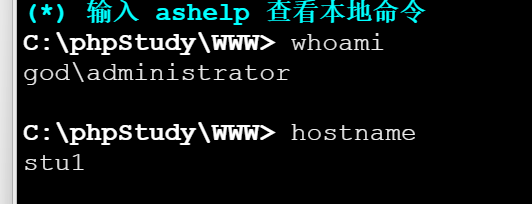 (*) 输入 ashelp 查看本地命令
C:\phpStudy\WWW> whoami
god\administrator
C:\phpStudy\WWW> hostname
stu1